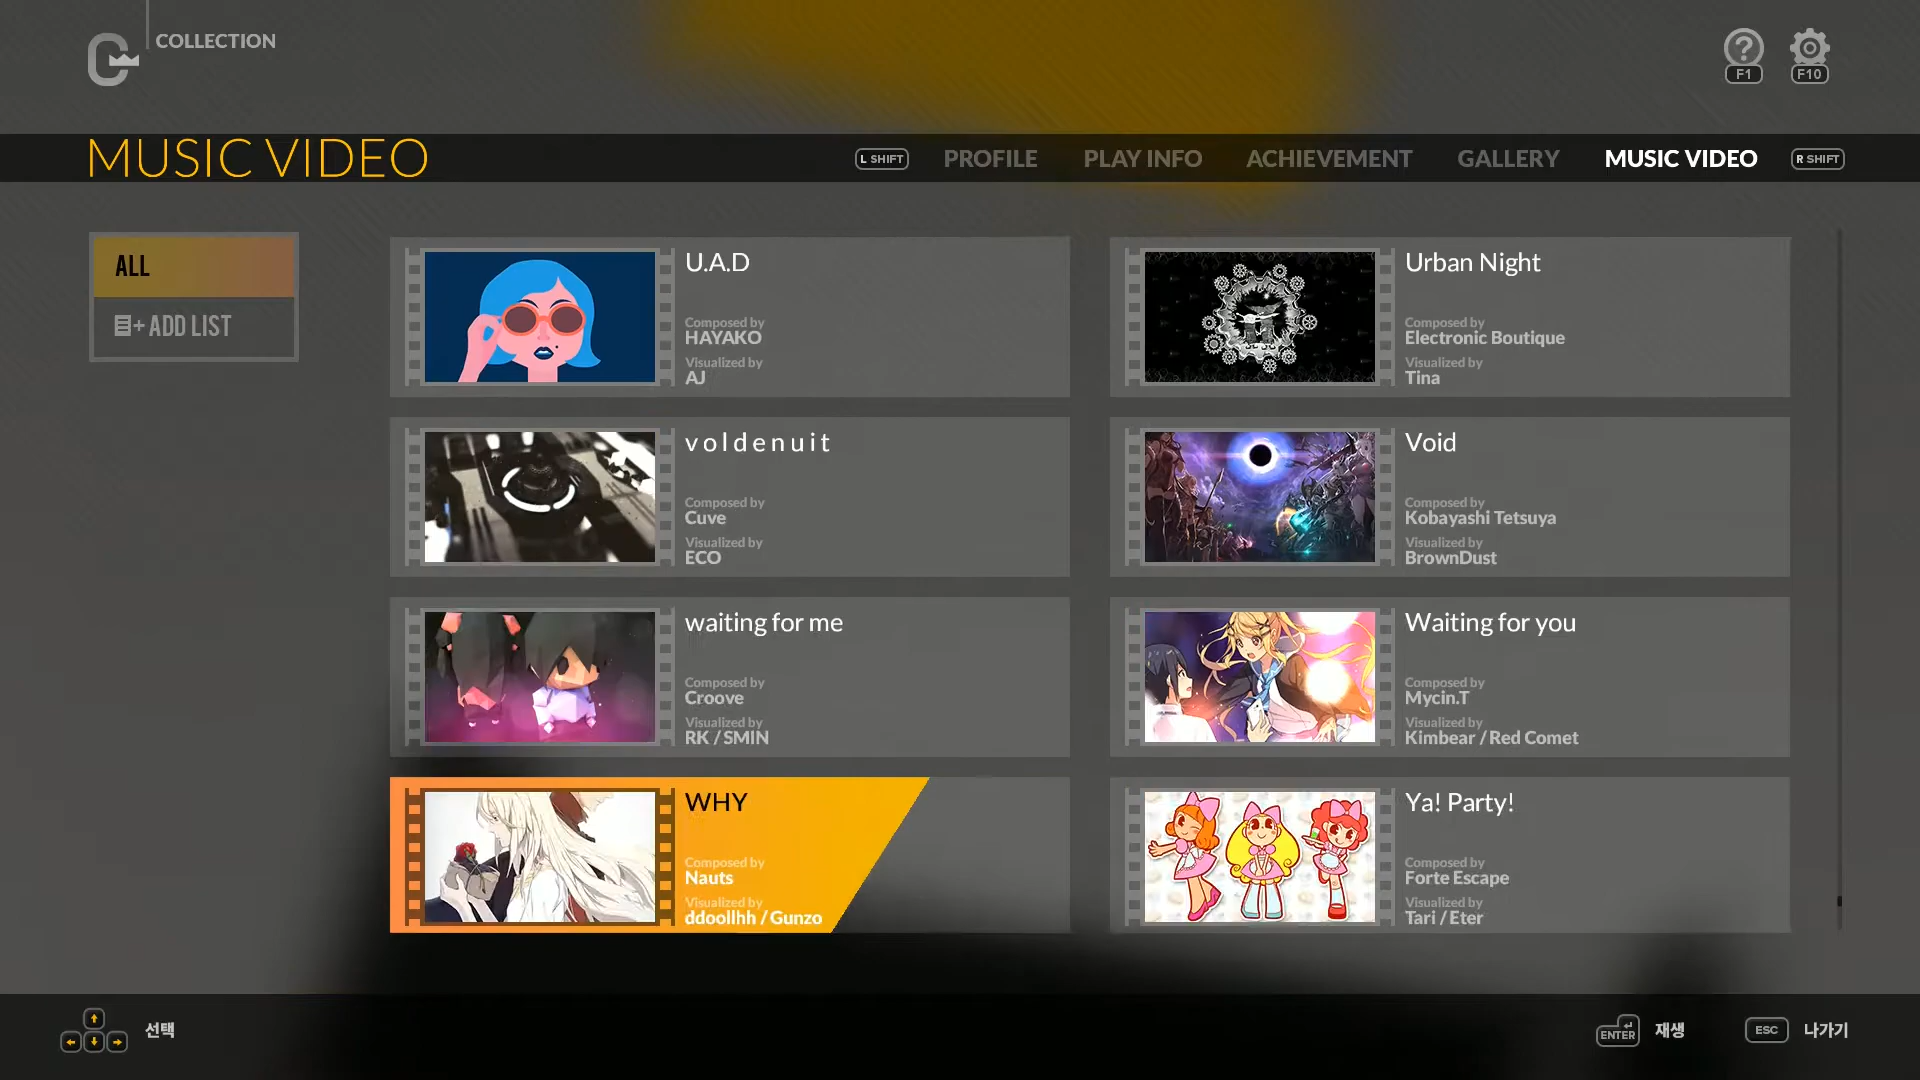 COLLECTION
F1
F10
MUSIC VIDEO
L SHIFT
PROFILE
PLAY INFO
ACHIEVEMENT
GALLERY
MUSIC VIDEO
R SHIFT
ALL
+ ADD LIST
U.A.D
Composed by
HAYAKO
Visualized by
AJ
Urban Night
Composed by
Electronic Boutique
Visualized by
Tina
v o l d e n u i t
Composed by
Cuve
Visualized by
ECO
Void
Composed by
Kobayashi Tetsuya
Visualized by
BrownDust
waiting for me
Composed by
Croove
Visualized by
RK / SMIN
Waiting for you
Composed by
Mycin.T
Visualized by
Kimbear / Red Comet
WHY
Composed by
Nauts
Visualized by
ddoollhh / Gunzo
Ya! Party!
Composed by
Forte Escape
Visualized by
Tari / Eter
선택
ENTER
재생
ESC
나가기